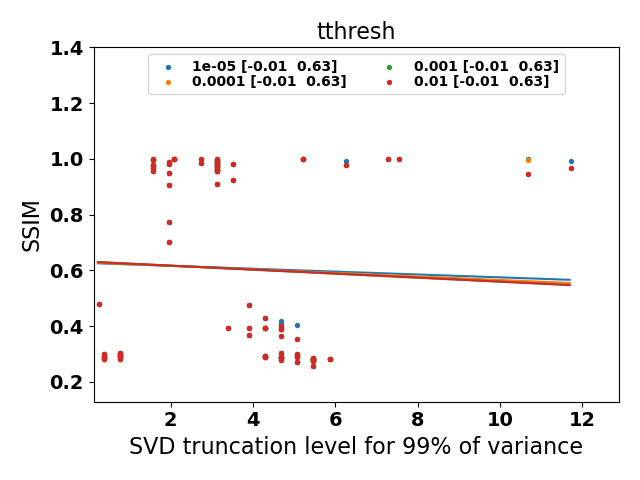 tthresh
1e-05 [-0.01  0.63]
0.0001 [-0.01  0.63]
0.001 [-0.01  0.63]
0.01 [-0.01  0.63]
SSIM
1.4
1.2
1.0
0.8
0.6
0.4
0.2
2 4 6 8 10 12
SVD truncation level for 99% of variance